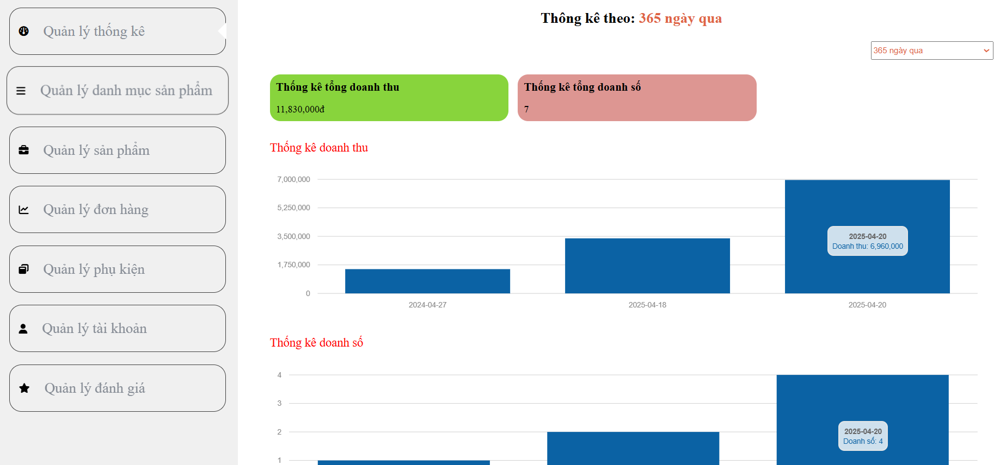 Quản lý thống kê
Quản lý danh mục sản phẩm
Quản lý sản phẩm
Quản lý đơn hàng
Quản lý phụ kiện
Quản lý tài khoản
Quản lý đánh giá
Thông kê theo: 365 ngày qua
365 ngày qua
Thống kê tổng doanh thu
11,830,000đ
Thống kê tổng doanh số
7
Thống kê doanh thu
7,000,000
5,250,000
3,500,000
1,750,000
0
2025-04-20
Doanh thu: 6,960,000
2024-04-27
2025-04-18
2025-04-20
Thống kê doanh số
4
3
2
1
2025-04-20
Doanh số: 4